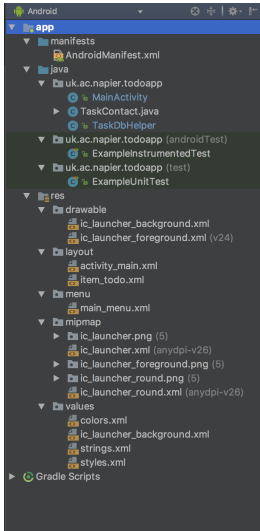 Android
app
manifests
AndroidManifest.xml
java
uk.ac.napier.todoapp
MainActivity
TaskContact.java
TaskDbHelper
uk.ac.napier.todoapp (androidTest)
ExampleInstrumentedTest
uk.ac.napier.todoapp (test)
ExampleUnitTest
res
drawable
ic_launcher_background.xml
ic_launcher_foreground.xml (v24)
layout
activity_main.xml
item_todo.xml
menu
main_menu.xml
mipmap
ic_launcher.png (5)
ic_launcher.xml (anydpi-v26)
ic_launcher_foreground.png (5)
ic_launcher_round.png (5)
ic_launcher_round.xml (anydpi-v26)
values
colors.xml
ic_launcher_background.xml
strings.xml
styles.xml
Gradle Scripts